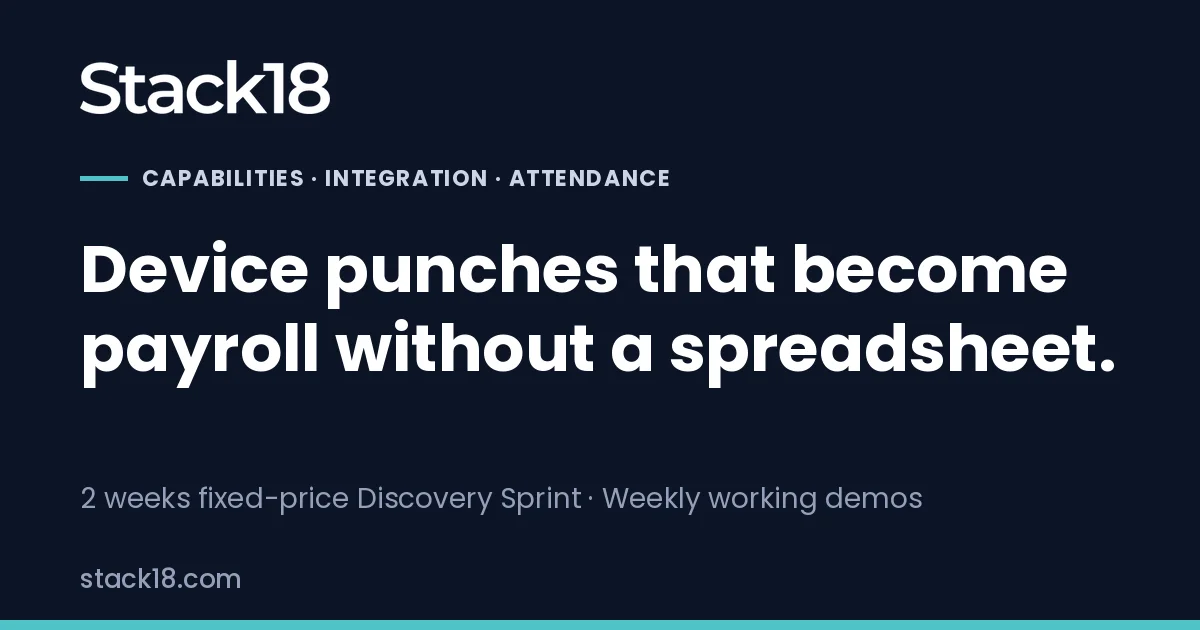 Stack18
CAPABILITIES · INTEGRATION · ATTENDANCE
Device punches that become
payroll without a spreadsheet.
2 weeks fixed-price Discovery Sprint · Weekly working demos
stack18.com